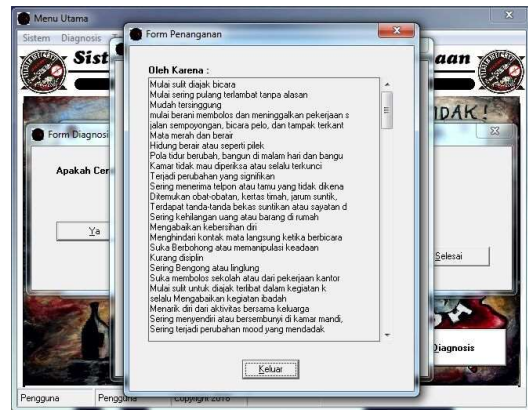 Menu Utama
Sistem Diagnosis
Sist
aan
DAK!
Form Diagnosi
Apakah Cer
Ya
Selesai
Diagnosis
Pengguna Pengguna Copyright 2018
Form Penanganan
Oleh Karena :
Mulai sulit diajak bicara
Mulai sering pulang terlambat tanpa alasan
Mudah tersinggung
mulai berani membolos dan meninggalkan pekerjaan s
jalan sempoyongan, bicara pelo, dan tampak terkant
Mata merah dan berair
Hidung berair atau seperti pilek
Pola tidur berubah, bangun di malam hari dan bangu
Kamar tidak mau diperiksa atau selalu terkunci
Terjadi perubahan yang signifikan
Sering menerima telpon atau tamu yang tidak dikena
Ditemukan obat-obatan, kertas timah, jarum suntik,
Terdapat tanda-tanda bekas suntikan atau sayatan d
Sering kehilangan uang atau barang di rumah
Mengabaikan kebersihan diri
Menghindari kontak mata langsung ketika berbicara
Suka Berbohong atau memanipulasi keadaan
Kurang disiplin
Sering Bengong atau linglung
Suka membolos sekolah atau dari pekerjaan kantor
Mulai sulit untuk diajak terlibat dalam kegiatan k
selalu Mengabaikan kegiatan ibadah
Menarik diri dari aktivitas bersama keluarga
Sering menyendiri atau bersembunyi di kamar mandi,
Sering terjadi perubahan mood yang mendadak
Keluar